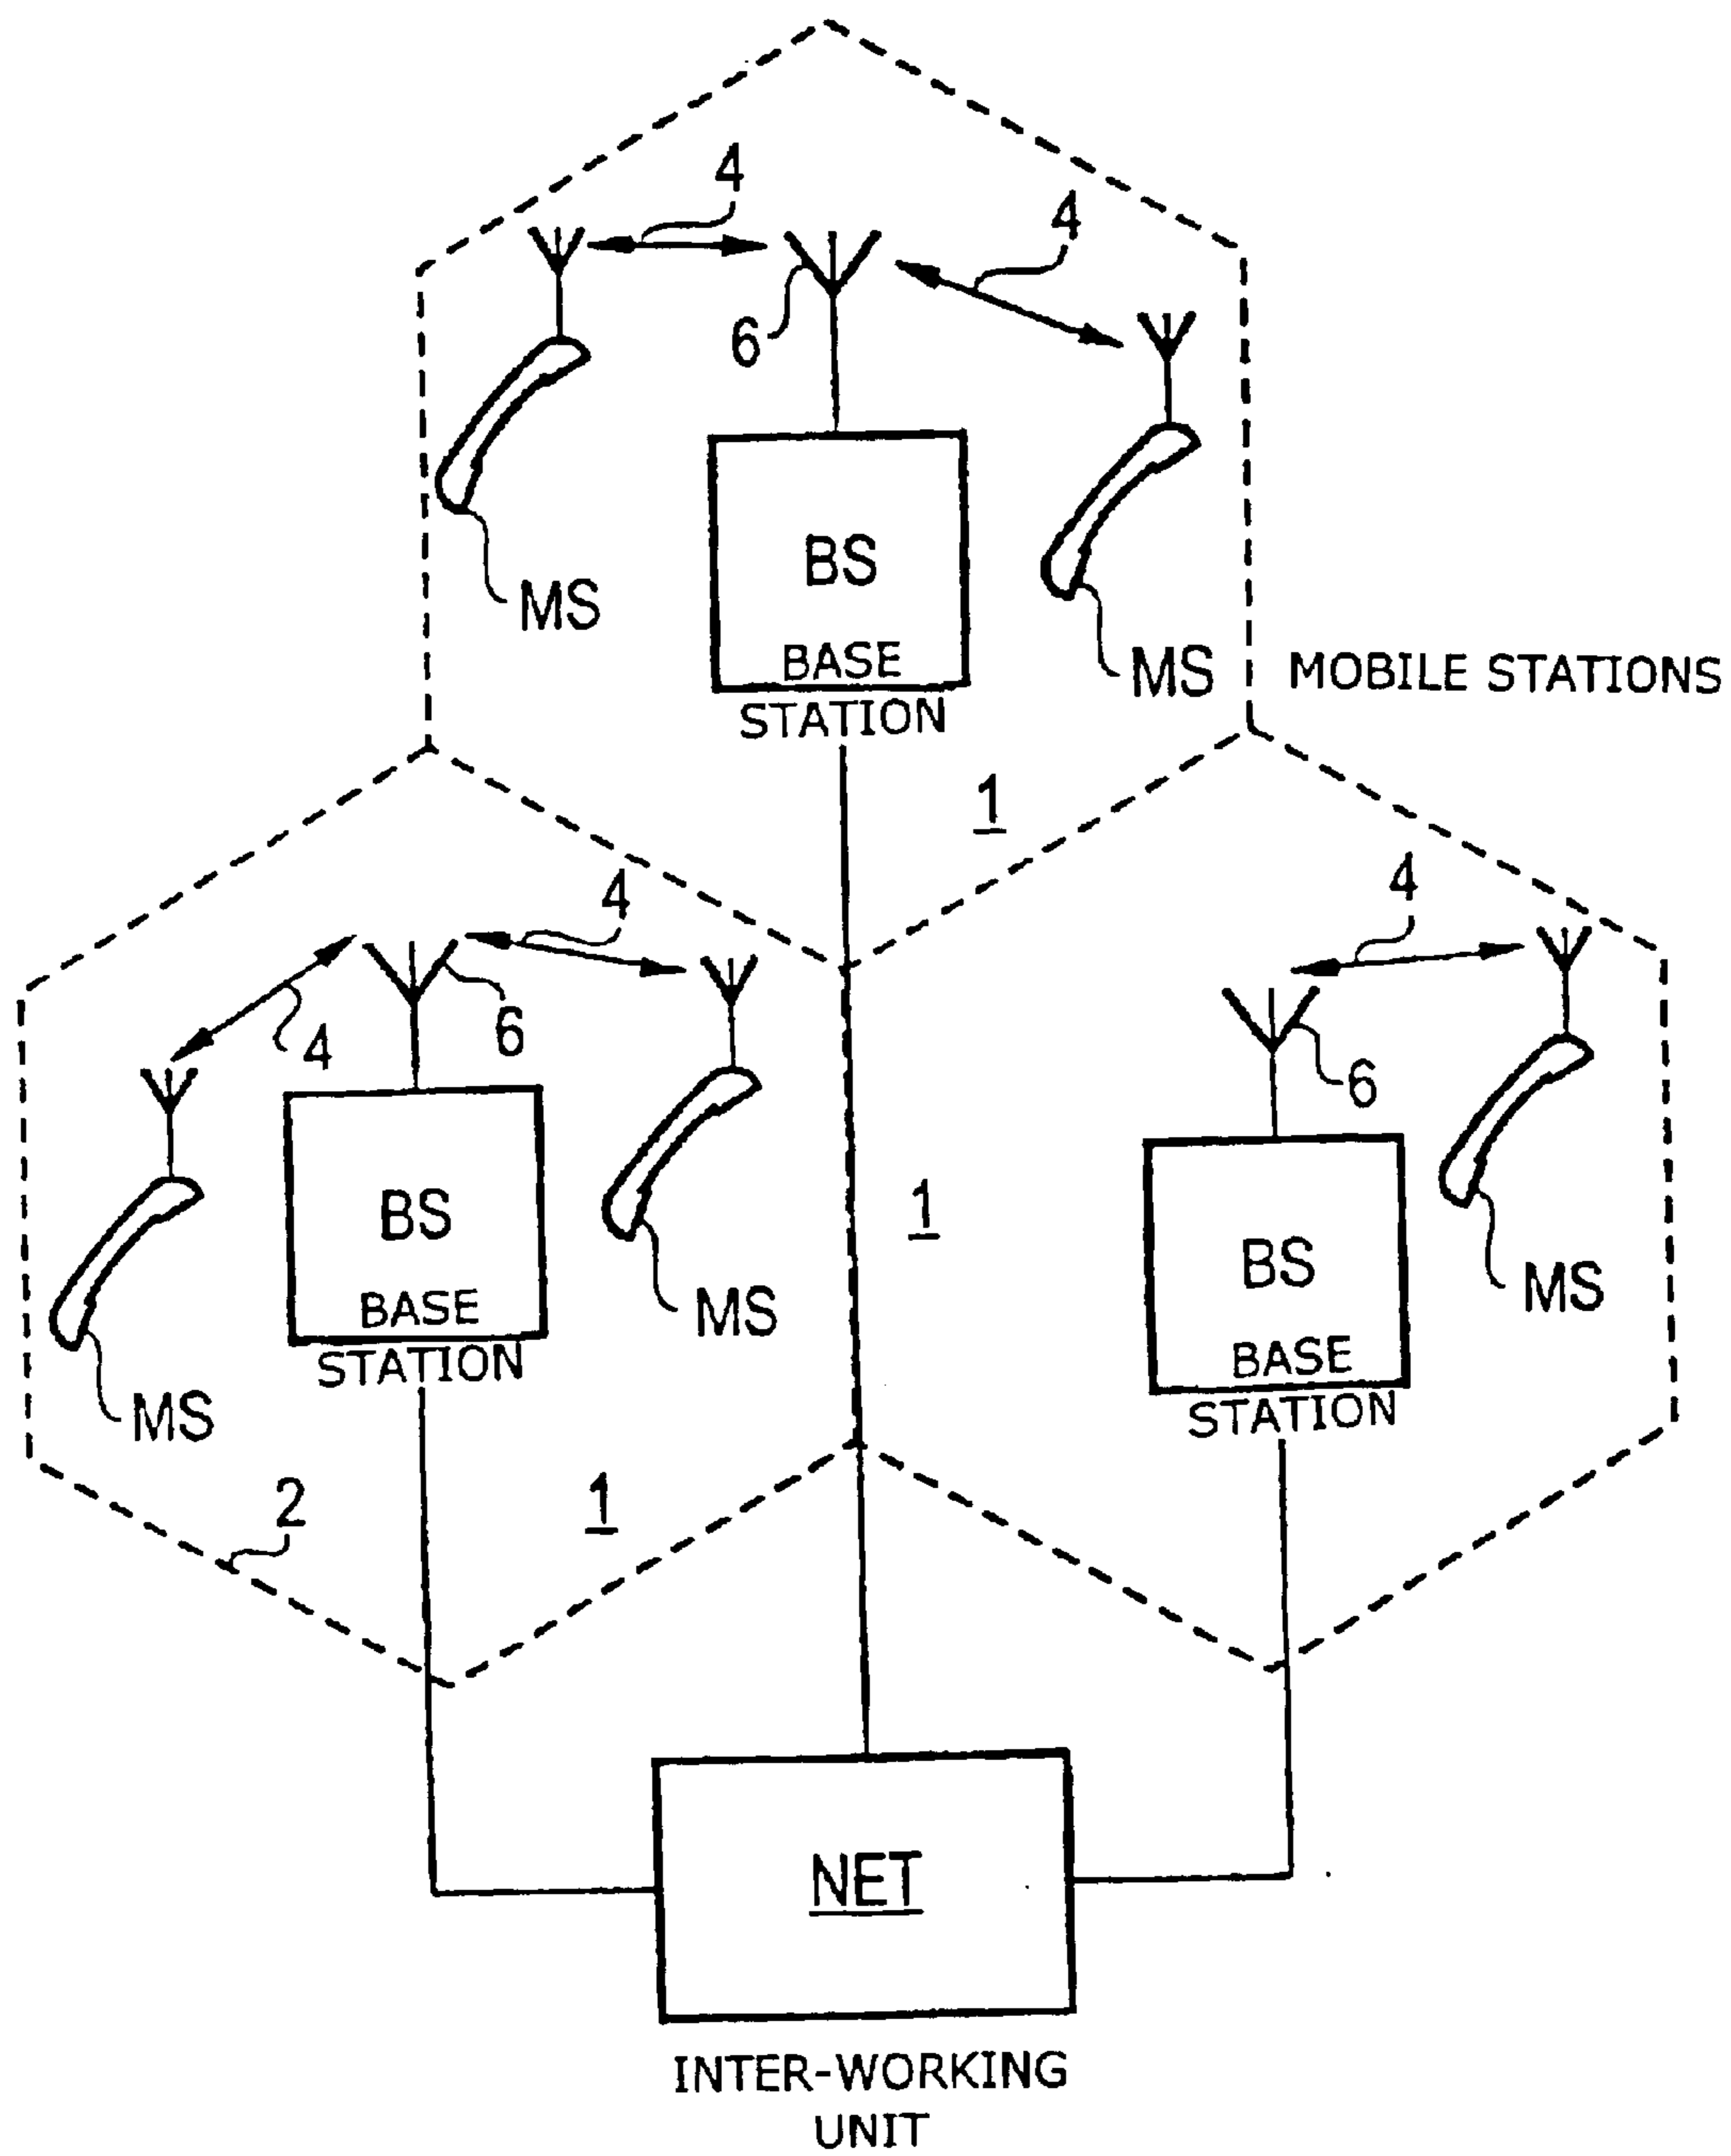 4
4
6
MS
BS
BASE
STATION
MS
MOBILE STATIONS
1
4
4
4
6
6
BS
BASE
STATION
MS
MS
1
BS
BASE
STATION
MS
2
1
NET
INTER-WORKING
UNIT